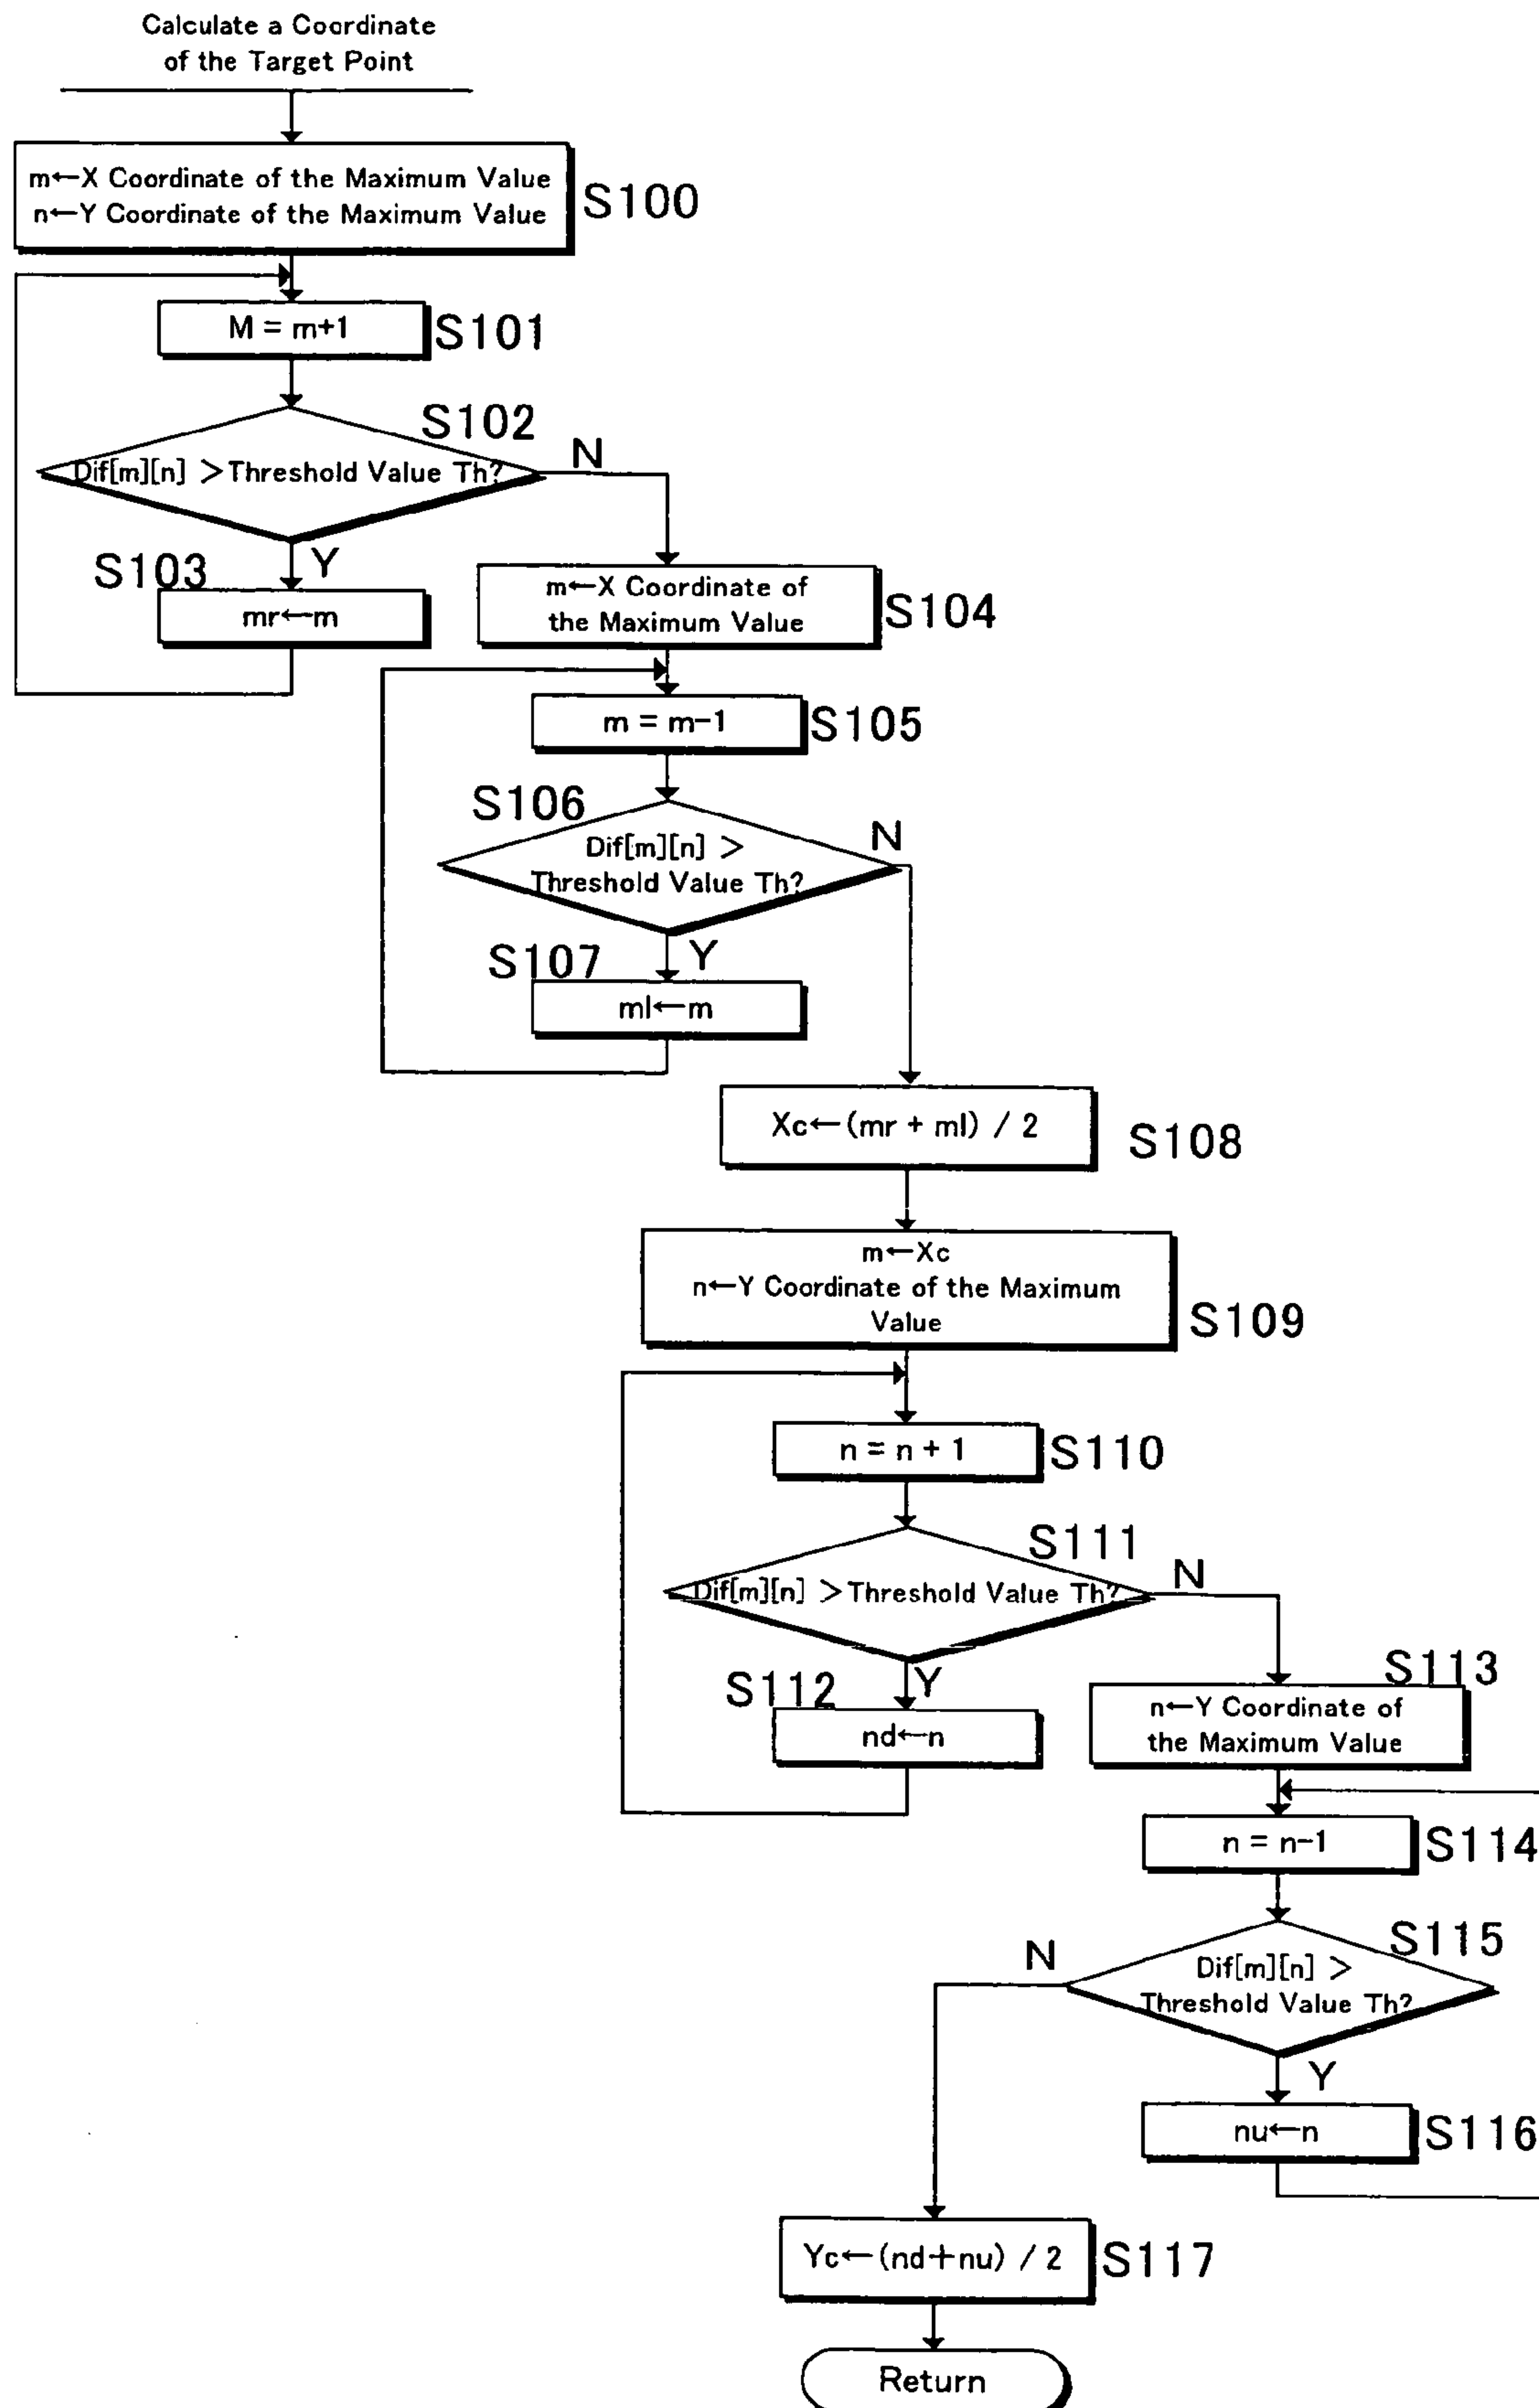 Calculate a Coordinate
of the Target Point
m←X Coordinate of the Maximum Value
n←Y Coordinate of the Maximum Value
S100
M = m+1
S101
S102
Dif[m][n] >Threshold Value Th?
N
Y
S103
mr←m
m←X Coordinate of
the Maximum Value
S104
m = m-1
S105
S106
Dif[m][n] >
Threshold Value Th?
N
Y
S107
ml←m
Xc←(mr + ml) / 2
S108
m←Xc
n←Y Coordinate of the Maximum
Value
S109
n = n + 1
S110
S111
Dif[m][n] >Threshold Value Th?
N
Y
S112
nd←n
S113
n←Y Coordinate of
the Maximum Value
n = n-1
S114
S115
Dif[m][n] >
Threshold Value Th?
N
Y
nu←n
S116
Yc←(nd+nu) / 2
S117
Return